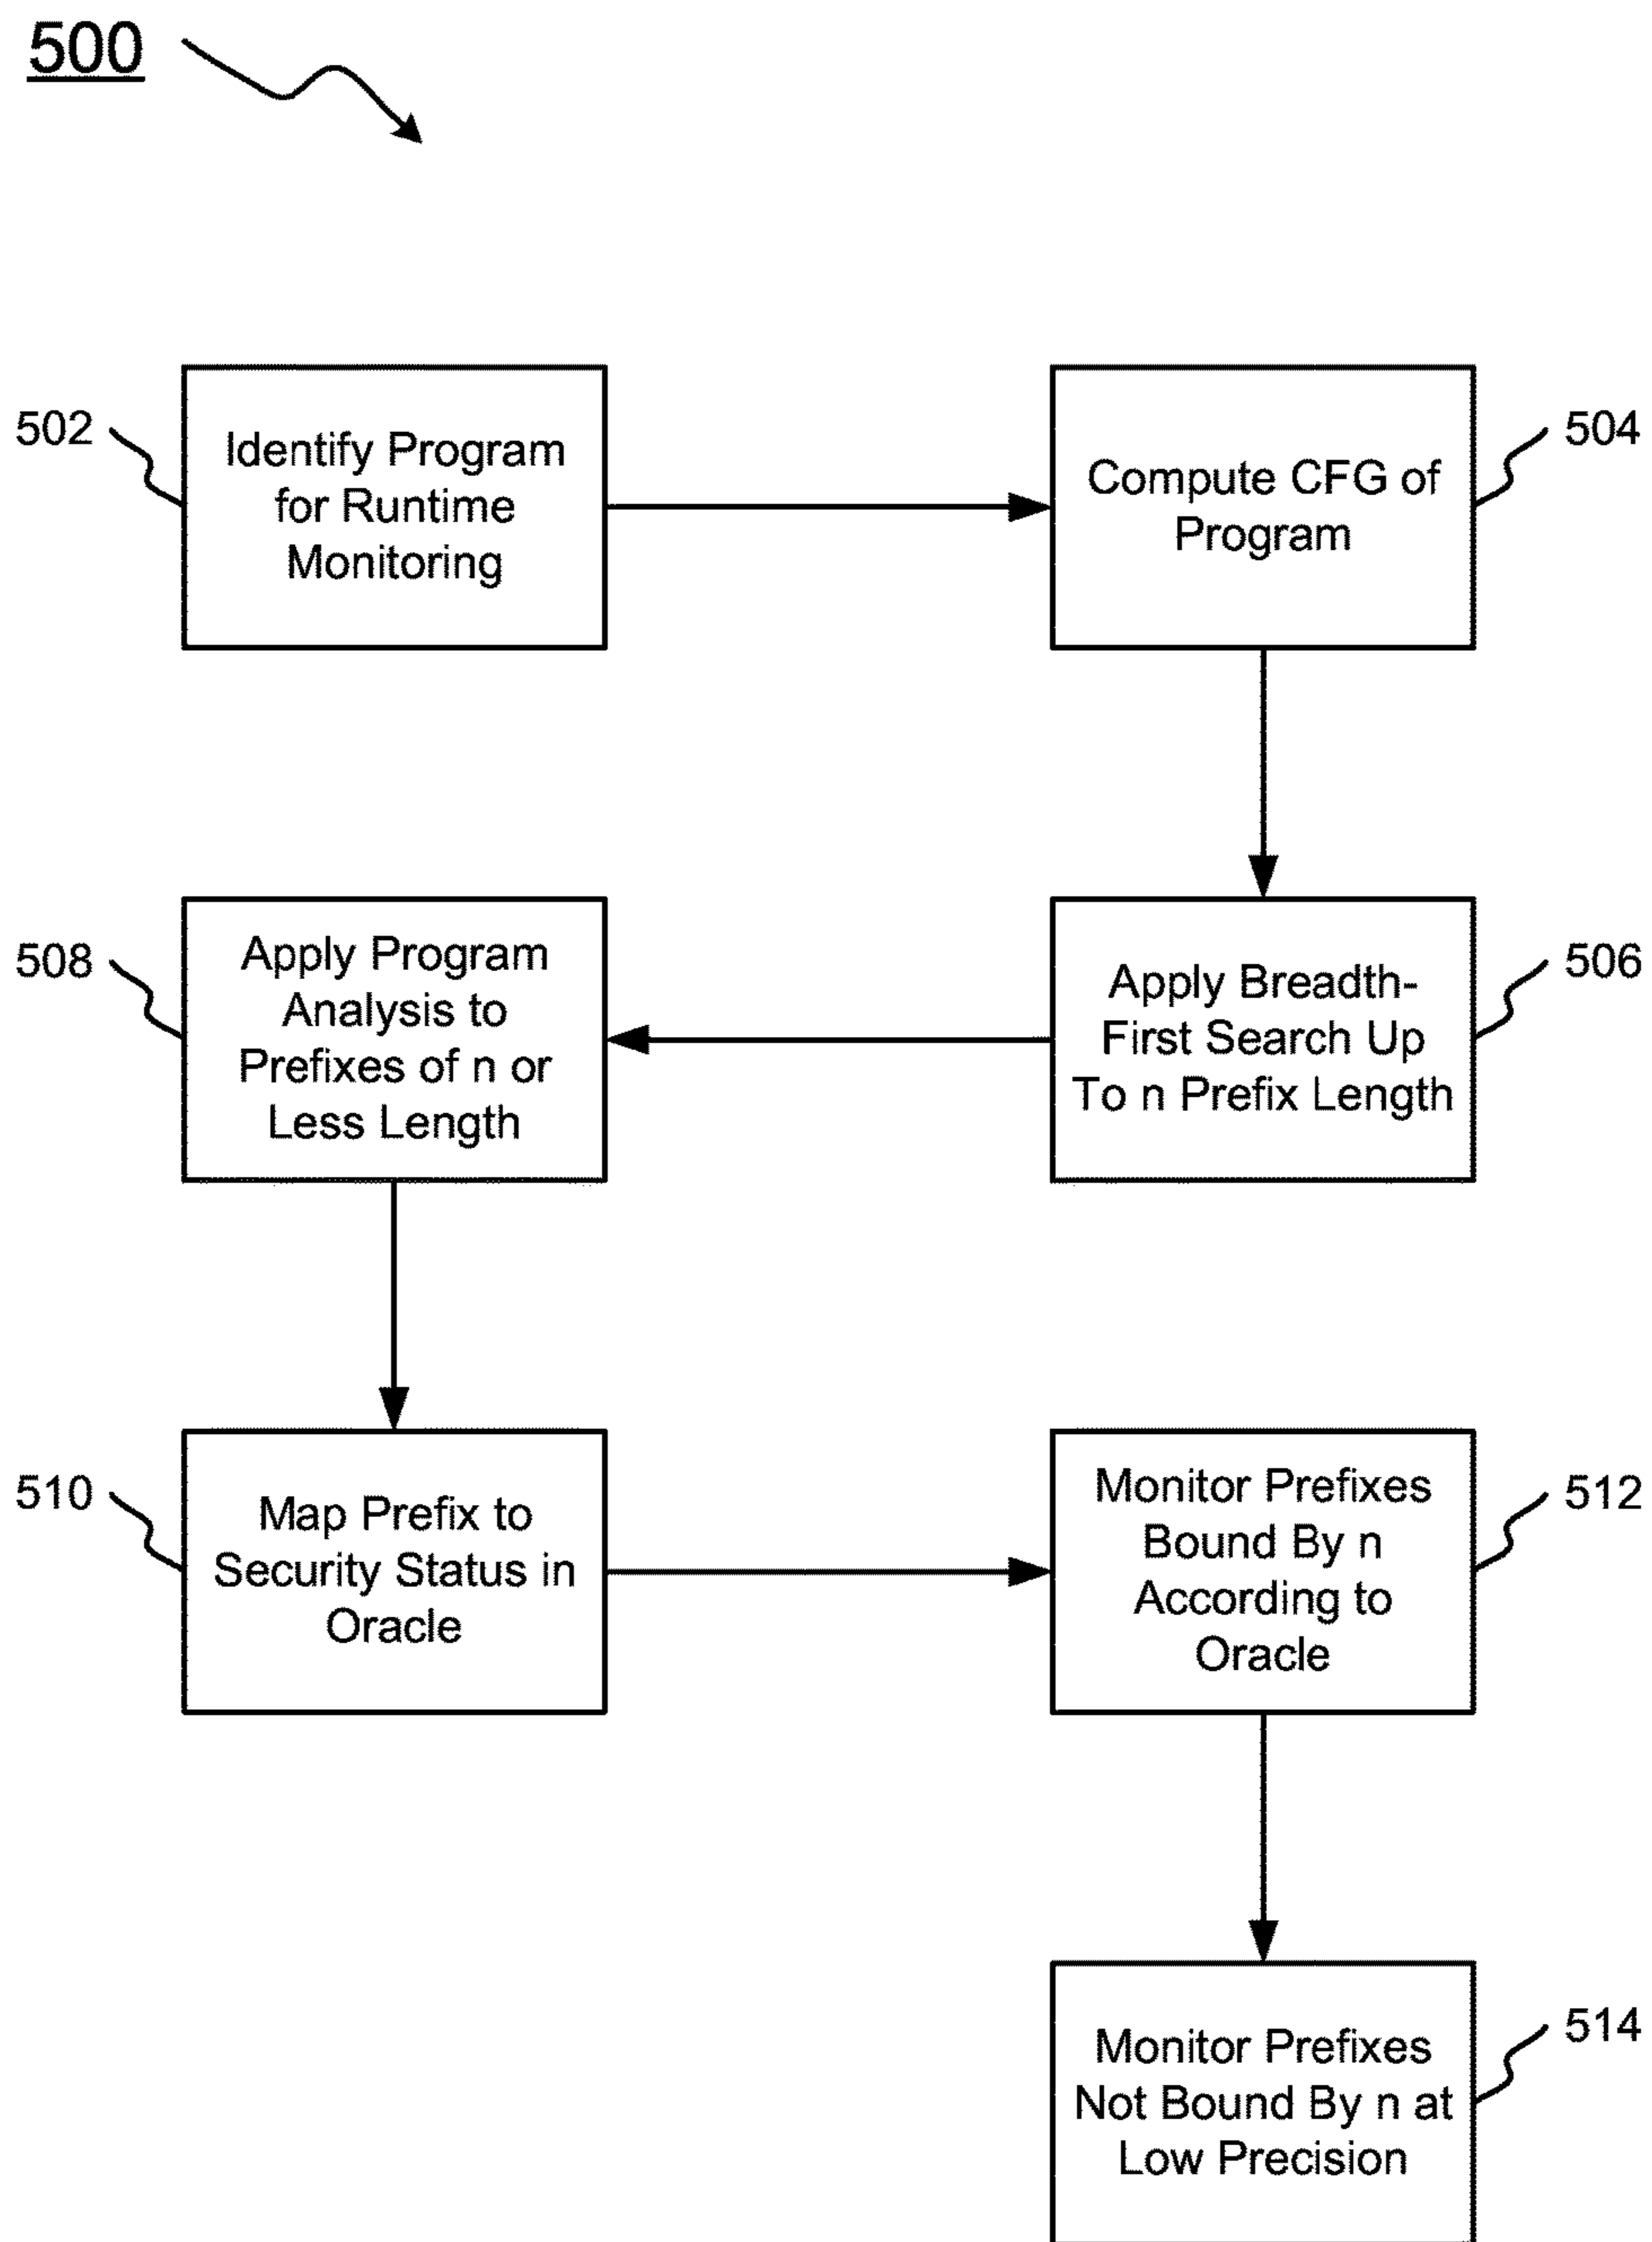 500
502
Identify Program
for Runtime
Monitoring
504
Compute CFG of
Program
506
Apply Breadth-
First Search Up
To n Prefix Length
508
Apply Program
Analysis to
Prefixes of n or
Less Length
510
Map Prefix to
Security Status in
Oracle
512
Monitor Prefixes
Bound By n
According to
Oracle
514
Monitor Prefixes
Not Bound By n at
Low Precision